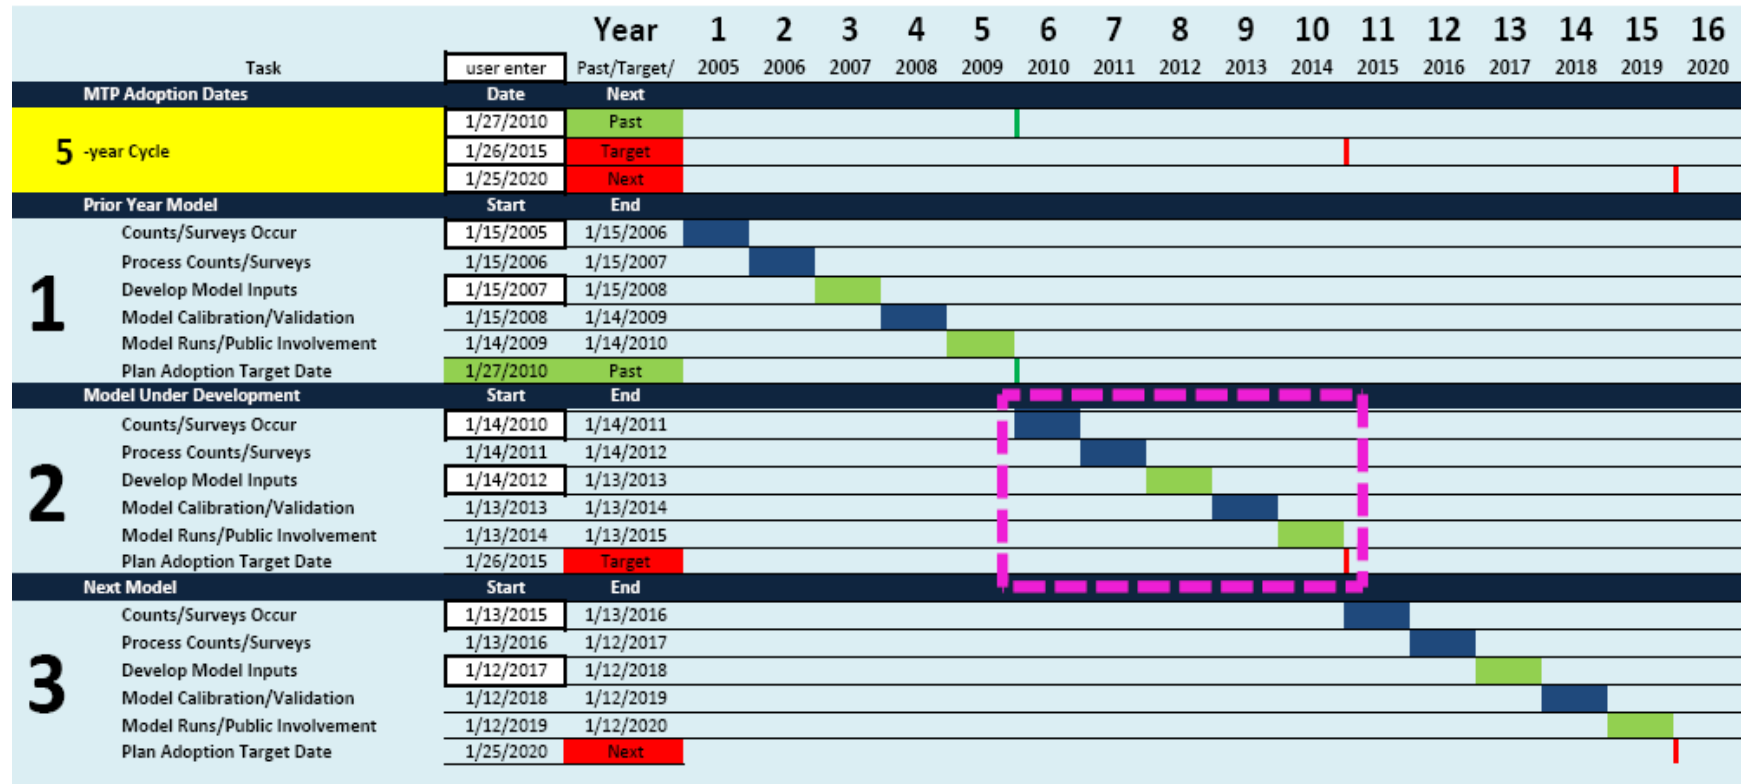 Year 1 2 3 4 5 6 7 8 9 10 11 12 13 14 15 16
Task user enter Past/Target/ 2005 2006 2007 2008 2009 2010 2011 2012 2013 2014 2015 2016 2017 2018 2019 2020
MTP Adoption Dates Date Next
1/27/2010 Past
5 -year Cycle 1/26/2015 Target
1/25/2020 Next
Prior Year Model Start End
Counts/Surveys Occur 1/15/2005 1/15/2006
Process Counts/Surveys 1/15/2006 1/15/2007
1 Develop Model Inputs 1/15/2007 1/15/2008
Model Calibration/Validation 1/15/2008 1/14/2009
Model Runs/Public Involvement 1/14/2009 1/14/2010
Plan Adoption Target Date 1/27/2010 Past
Model Under Development Start End
Counts/Surveys Occur 1/14/2010 1/14/2011
Process Counts/Surveys 1/14/2011 1/14/2012
2 Develop Model Inputs 1/14/2012 1/13/2013
Model Calibration/Validation 1/13/2013 1/13/2014
Model Runs/Public Involvement 1/13/2014 1/13/2015
Plan Adoption Target Date 1/26/2015 Target
Next Model Start End
Counts/Surveys Occur 1/13/2015 1/13/2016
Process Counts/Surveys 1/13/2016 1/12/2017
3 Develop Model Inputs 1/12/2017 1/12/2018
Model Calibration/Validation 1/12/2018 1/12/2019
Model Runs/Public Involvement 1/12/2019 1/12/2020
Plan Adoption Target Date 1/25/2020 Next